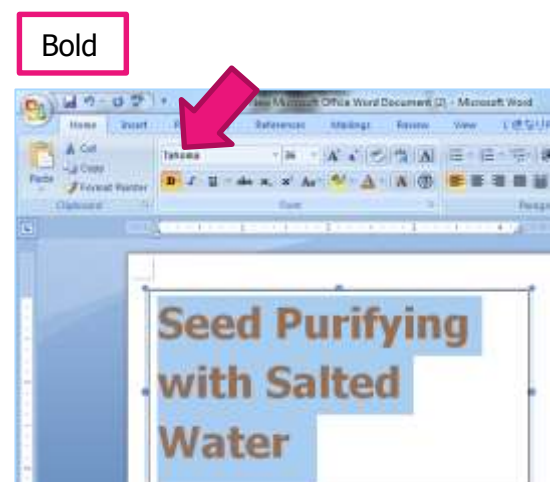 Bold
Microsoft Office Word Document (2) - Microsoft Word
Home Insert References Mailings Review View
Cut
Copy
Format Painter
Paste
Clipboard
Tahoma 36
Font
Seed Purifying
with Salted
Water